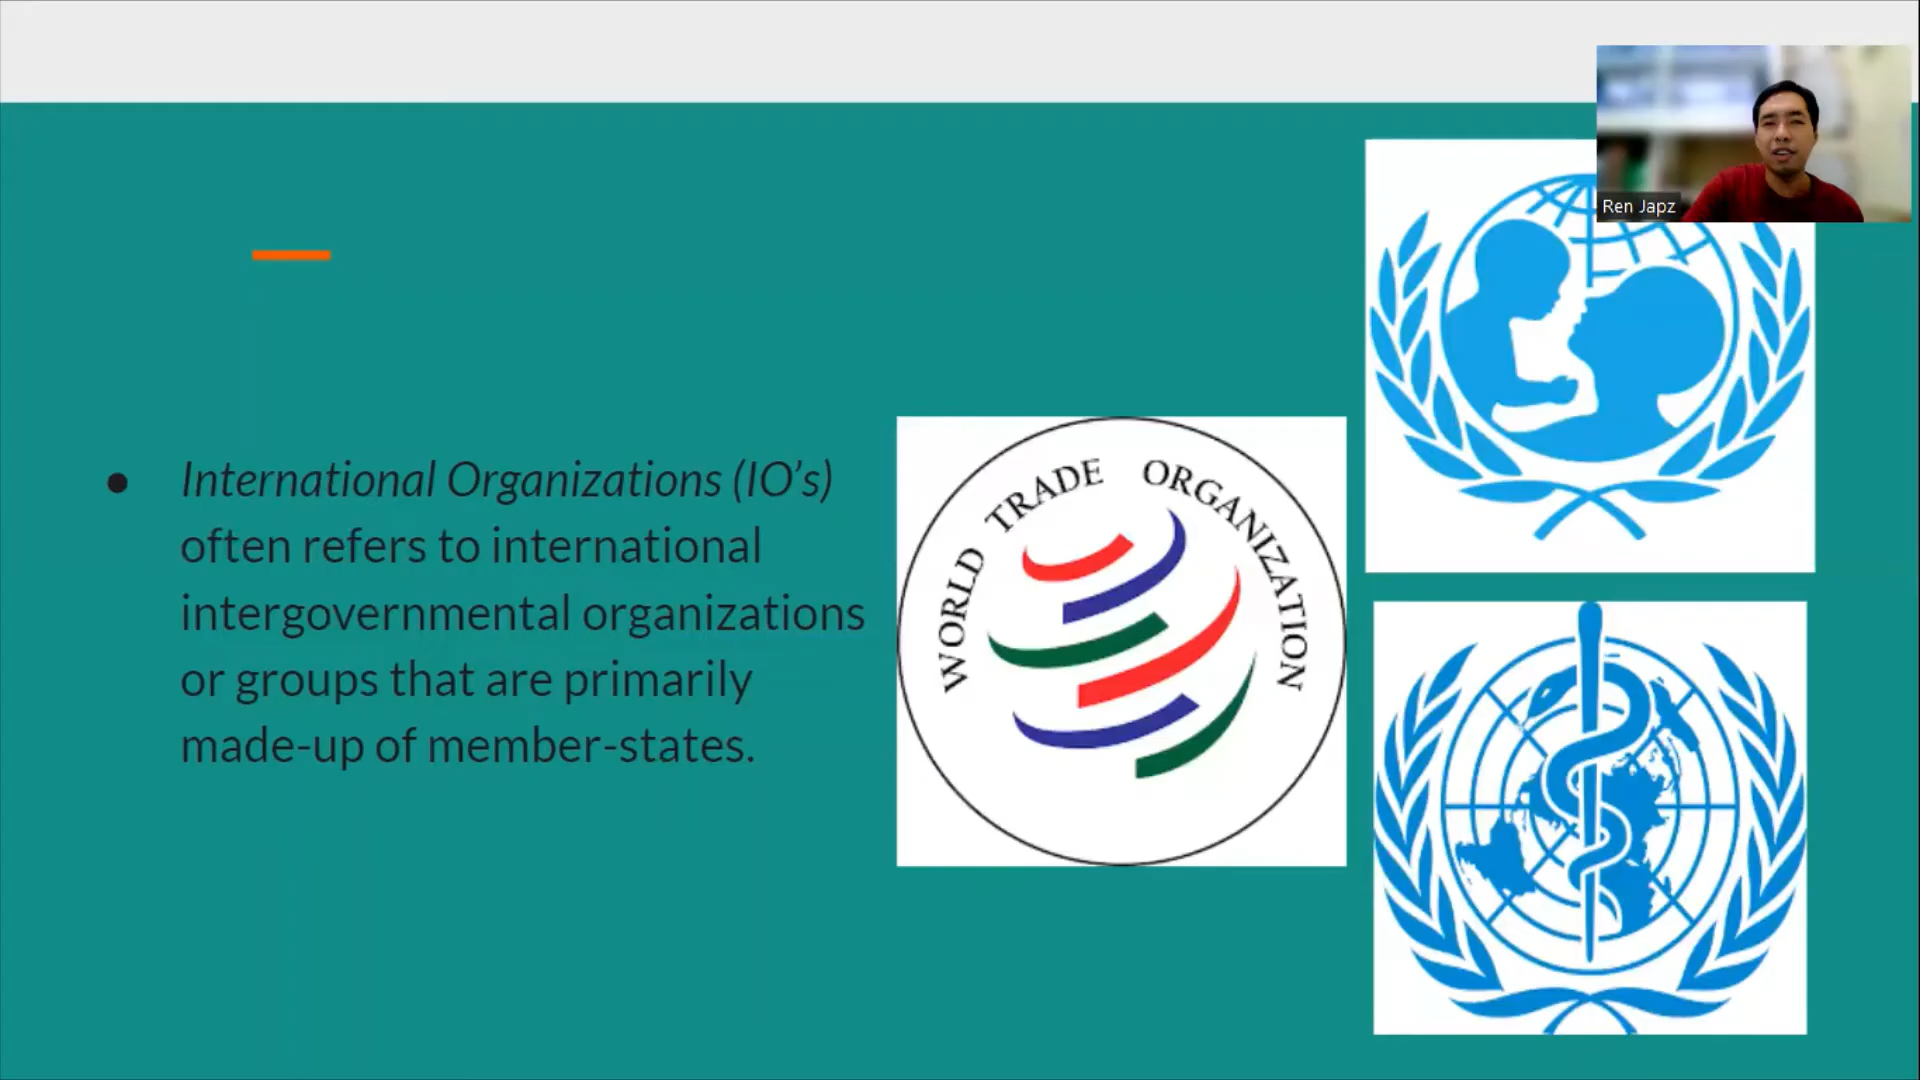 Ren Japz
● International Organizations (IO’s)
often refers to international
intergovernmental organizations
or groups that are primarily
made-up of member-states.
WORLD TRADE ORGANIZATION